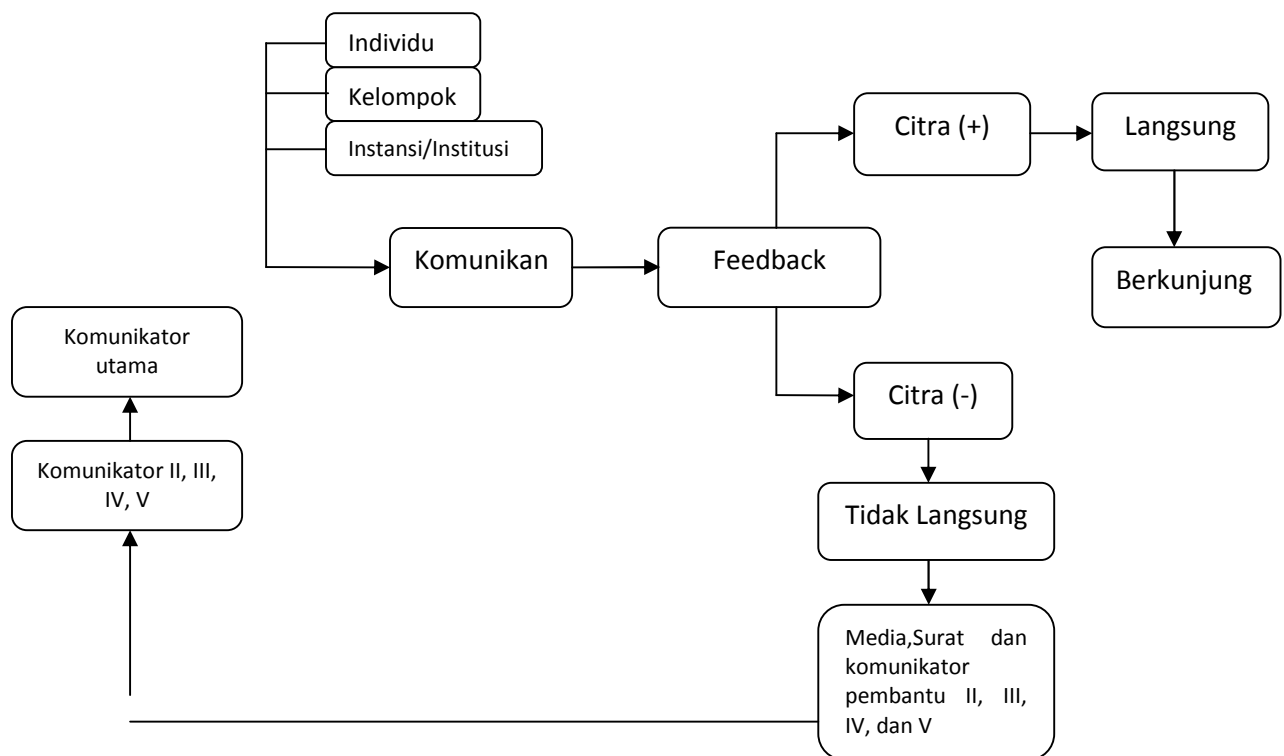 Individu
Kelompok
Instansi/Institusi
Citra (+)
Langsung
Komunikan
Feedback
Berkunjung
Komunikator
utama
Citra (-)
Komunikator II, III,
IV, V
Tidak Langsung
Media,Surat dan
komunikator
pembantu II, III,
IV, dan V